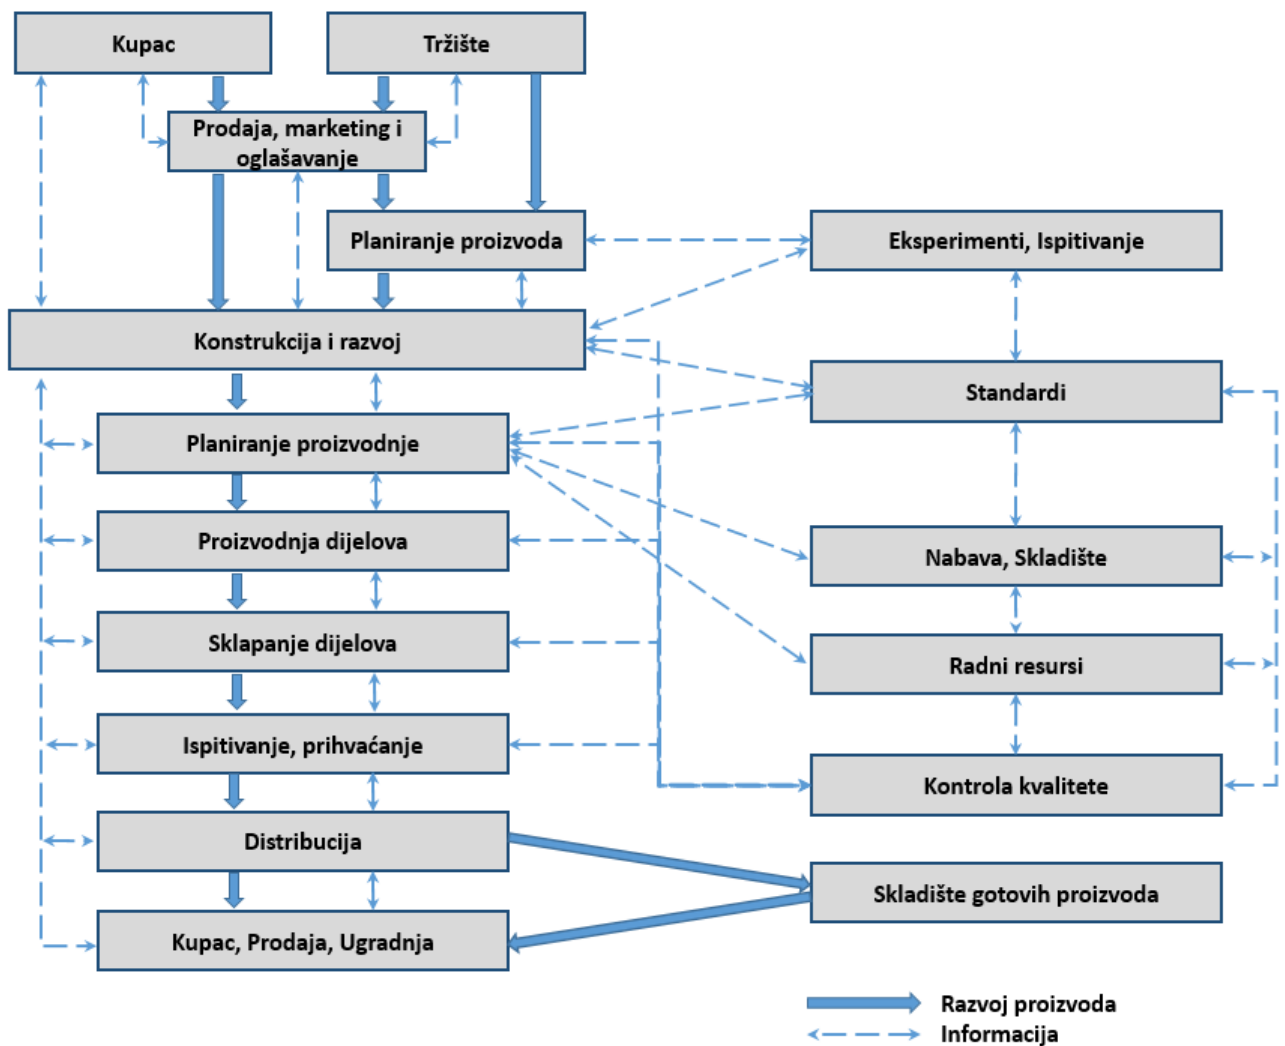 Kupac
Tržište
Prodaja, marketing i
oglašavanje
Planiranje proizvoda
Eksperimenti, Ispitivanje
Konstrukcija i razvoj
Standardi
Planiranje proizvodnje
Proizvodnja dijelova
Nabava, Skladište
Sklapanje dijelova
Radni resursi
Ispitivanje, prihvaćanje
Kontrola kvalitete
Distribucija
Skladište gotovih proizvoda
Kupac, Prodaja, Ugradnja
Razvoj proizvoda
Informacija